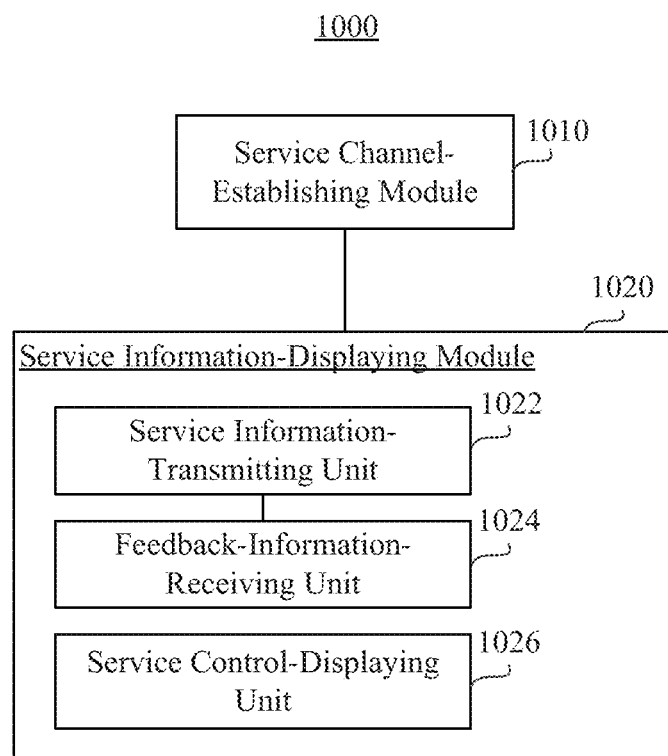 1000
Service Channel-
Establishing Module
1010
1020
Service Information-Displaying Module
Service Information-
Transmitting Unit
1022
Feedback-Information-
Receiving Unit
1024
Service Control-Displaying
Unit
1026